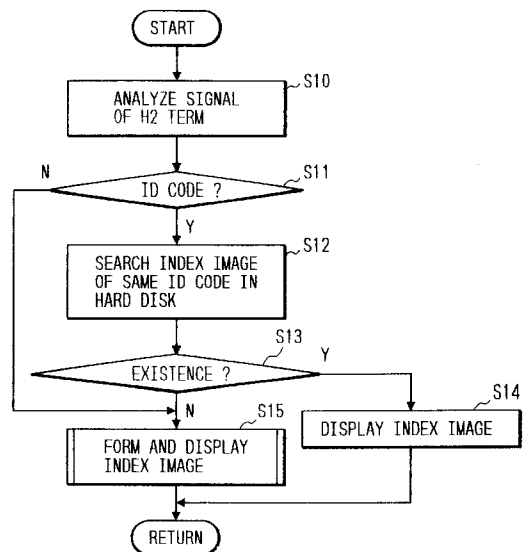 START
S10
ANALYZE SIGNAL
OF H2 TERM
N
S11
ID CODE ?
Y
S12
SEARCH INDEX IMAGE
OF SAME ID CODE IN
HARD DISK
S13
Y
EXISTENCE ?
S14
N
S15
DISPLAY INDEX IMAGE
FORM AND DISPLAY
INDEX IMAGE
RETURN